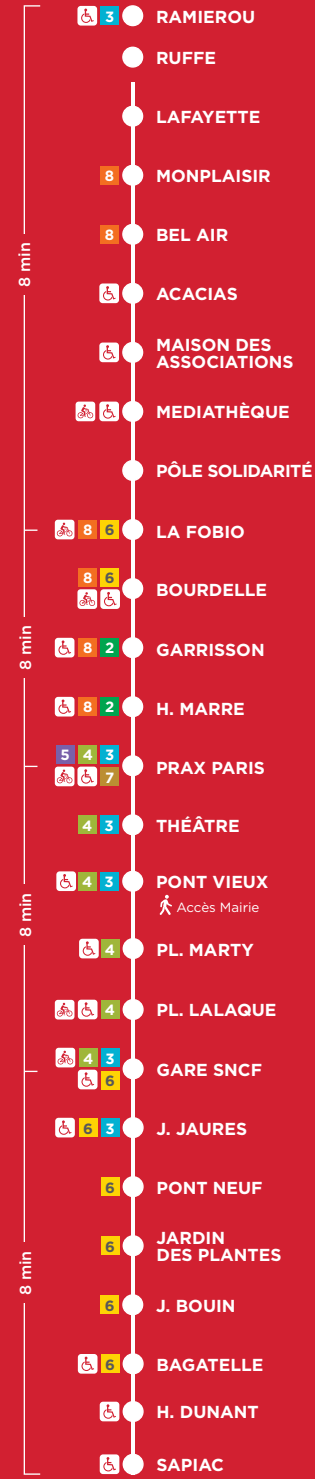 3 RAMIEROU
RUFFE
LAFAYETTE
8 MONPLAISIR
8 BEL AIR
8 min
ACACIAS
MAISON DES
ASSOCIATIONS
MEDIATHÈQUE
PÔLE SOLIDARITÉ
8 6 LA FOBIO
8 6
BOURDELLE
8 min
8 2 GARRISSON
8 2 H. MARRE
5 4 3
PRAX PARIS
7
4 3 THÉÂTRE
4 3 PONT VIEUX
Accès Mairie
8 min
4 PL. MARTY
4 PL. LALAQUE
4 3
GARE SNCF
6
6 3 J. JAURES
6 PONT NEUF
JARDIN
6 DES PLANTES
8 min
6 J. BOUIN
6 BAGATELLE
H. DUNANT
SAPIAC